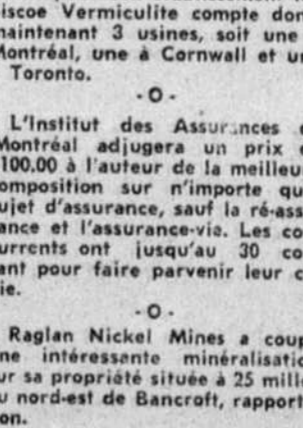 iscoe Vermiculite compte don
maintenant 3 usines, soit une
Montréal, une à Cornwall et un
Toronto.
- O -
L'Institut des Assurances d
Montréal adjugera un prix d
100.00 à l'auteur de la meilleu
omposition sur n'importe qu
ujet d'assurance, sauf la ré-ass
ance et l'assurance-vie. Les co
urrents ont jusqu'au 30 co
ant pour faire parvenir leur c
ie.
- O -
Raglan Nickel Mines a coup
ne intéressante minéralisatio
ur sa propriété située à 25 mill
u nord-est de Bancroft, rapport
on.